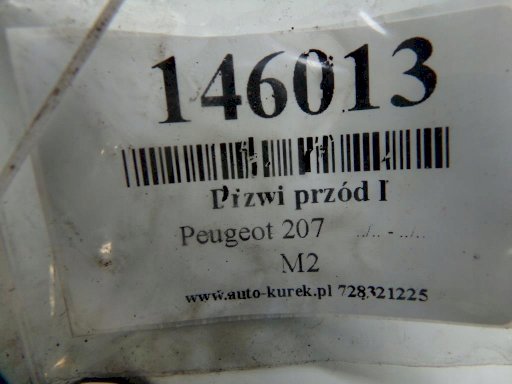 146013
Drzwi przód
Peugeot 207 ../.. - ../..
M2
www.auto-kurek.pl 728321225